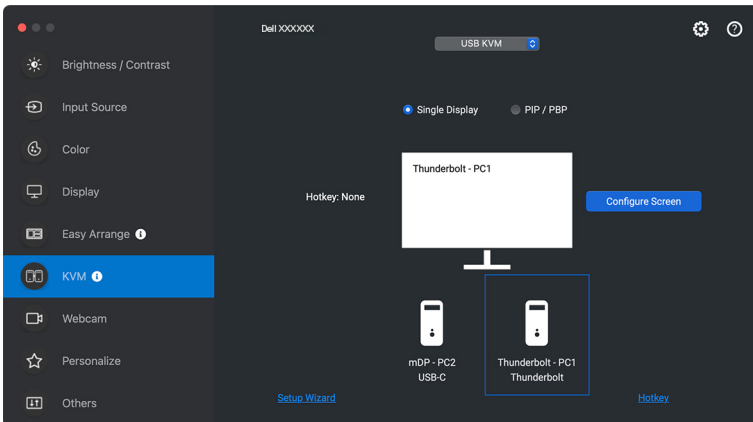 Dell XXXXXX
USB KVM
Brightness / Contrast
Input Source
Color
Display
Easy Arrange
KVM
Webcam
Personalize
Others
Single Display
PIP / PBP
Hotkey: None
Thunderbolt - PC1
Configure Screen
mDP - PC2
USB-C
Thunderbolt - PC1
Thunderbolt
Setup Wizard
Hotkey